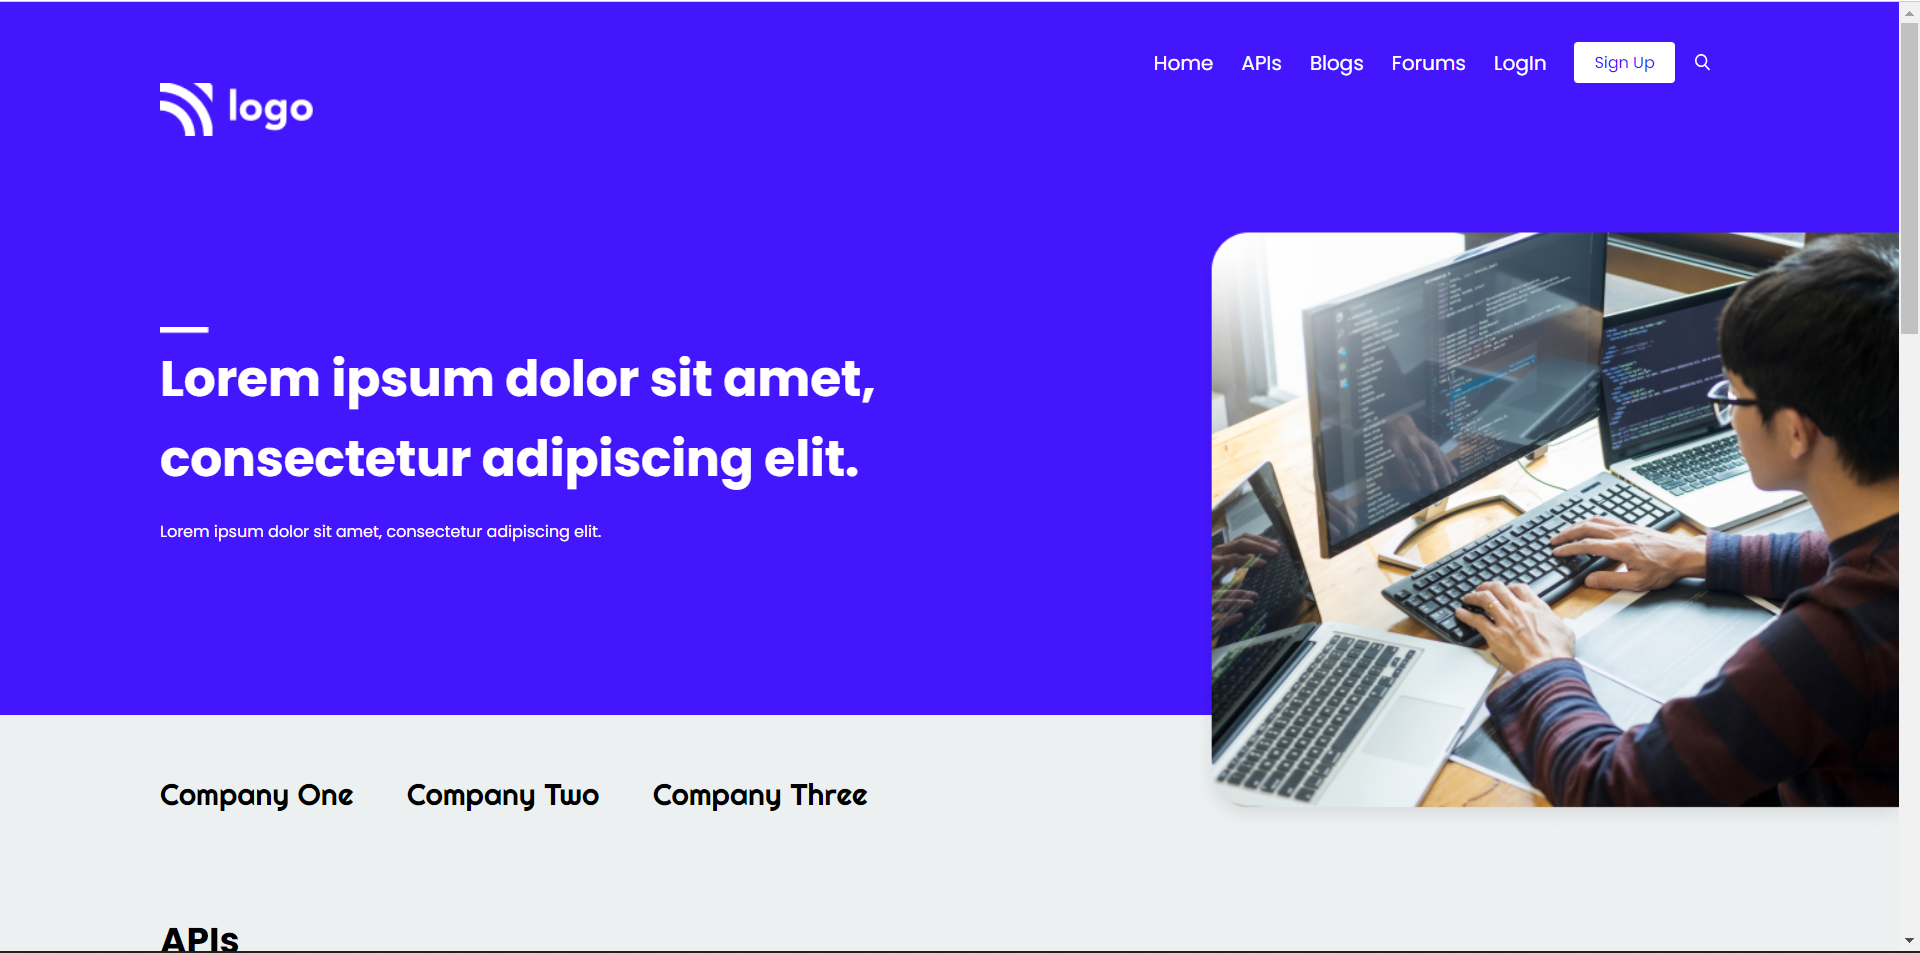 Home APIs Blogs Forums LogIn Sign Up
logo
Lorem ipsum dolor sit amet,
consectetur adipiscing elit.
Lorem ipsum dolor sit amet, consectetur adipiscing elit.
Company One Company Two Company Three
APIs